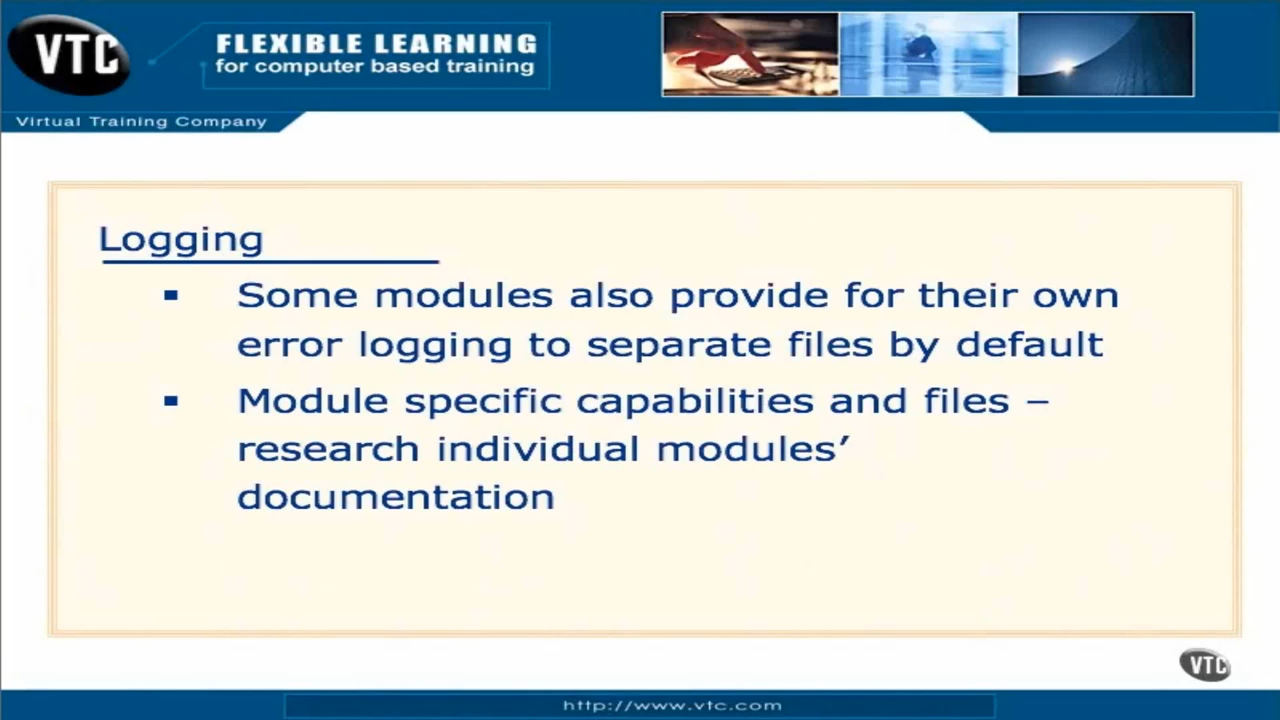 VTC
FLEXIBLE LEARNING
for computer based training
Virtual Training Company
Logging
▪ Some modules also provide for their own
error logging to separate files by default
▪ Module specific capabilities and files –
research individual modules’
documentation
VTC
http://www.vtc.com